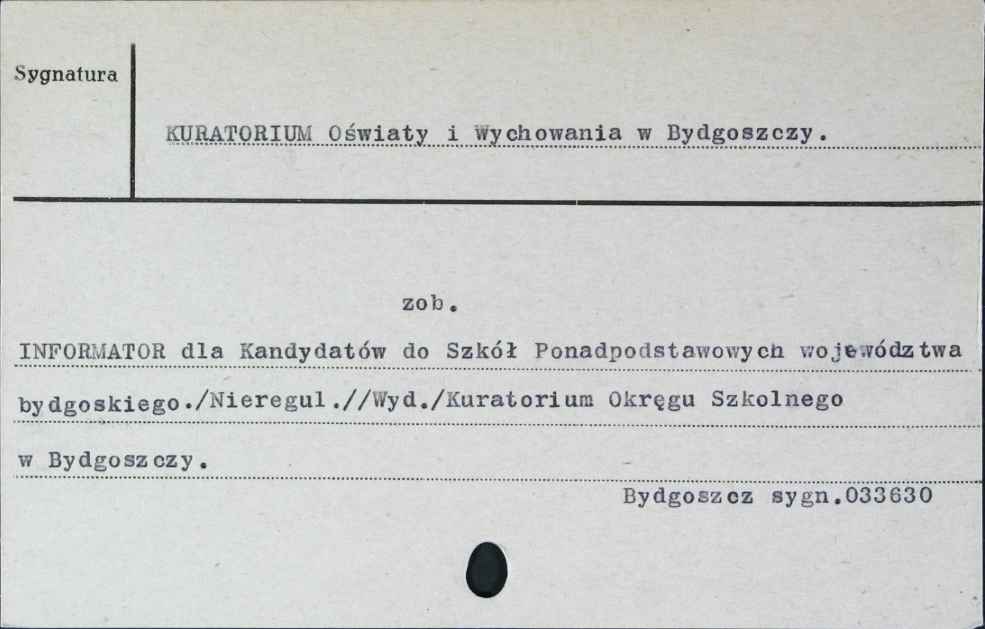 Sygnatura
KURATORIUM Oświaty i Wychowania w Bydgoszczy.
zob.
INFORMATOR dla Kandydatów do Szkół Ponadpodstawowych województwa
bydgoskiego./Nieregul.//Wyd./Kuratorium Okręgu Szkolnego
w Bydgoszczy.
Bydgoszcz sygn.033630